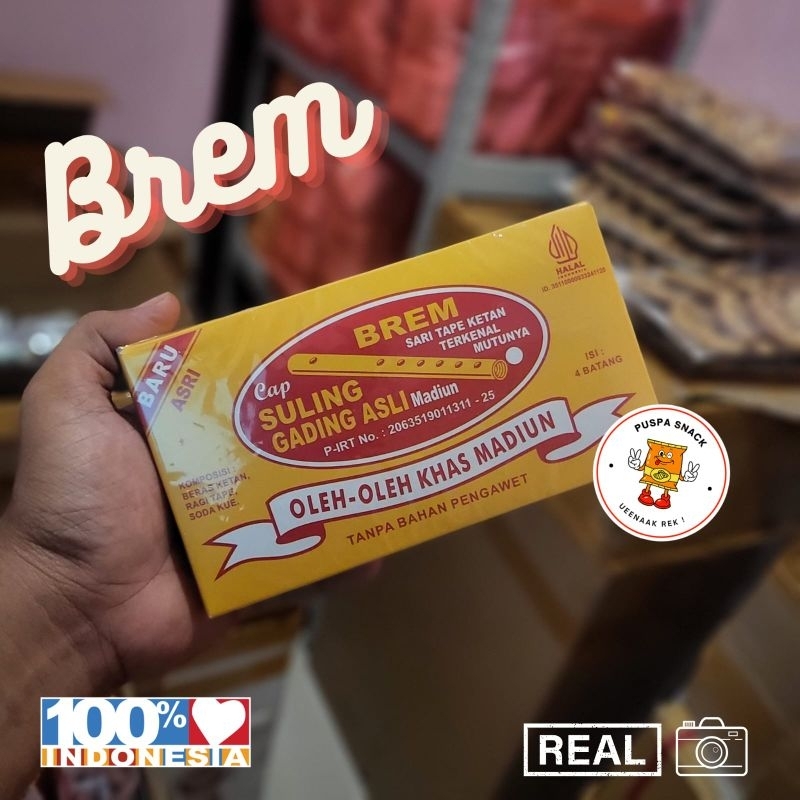 Brem
BARU
ASRI
BREM
SARI TAPE KETAN
TERKENAL
MUTUNYA
Cap
SULING
GADING ASLI Madiun
P-IRT No. : 2063519011311 - 25
HALAL
INDONESIA
ISI :
4 BATANG
KOMPOSISI :
BERAS KETAN,
RAGI TAPE,
SODA KUE.
OLEH-OLEH KHAS MADIUN
TANPA BAHAN PENGAWET
PUSPA SNACK
UEENAAK REK !
100%
INDONESIA
REAL